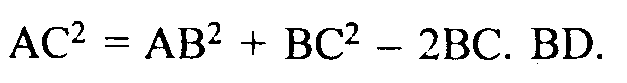 AC² = AB² + BC² – 2BC. BD.